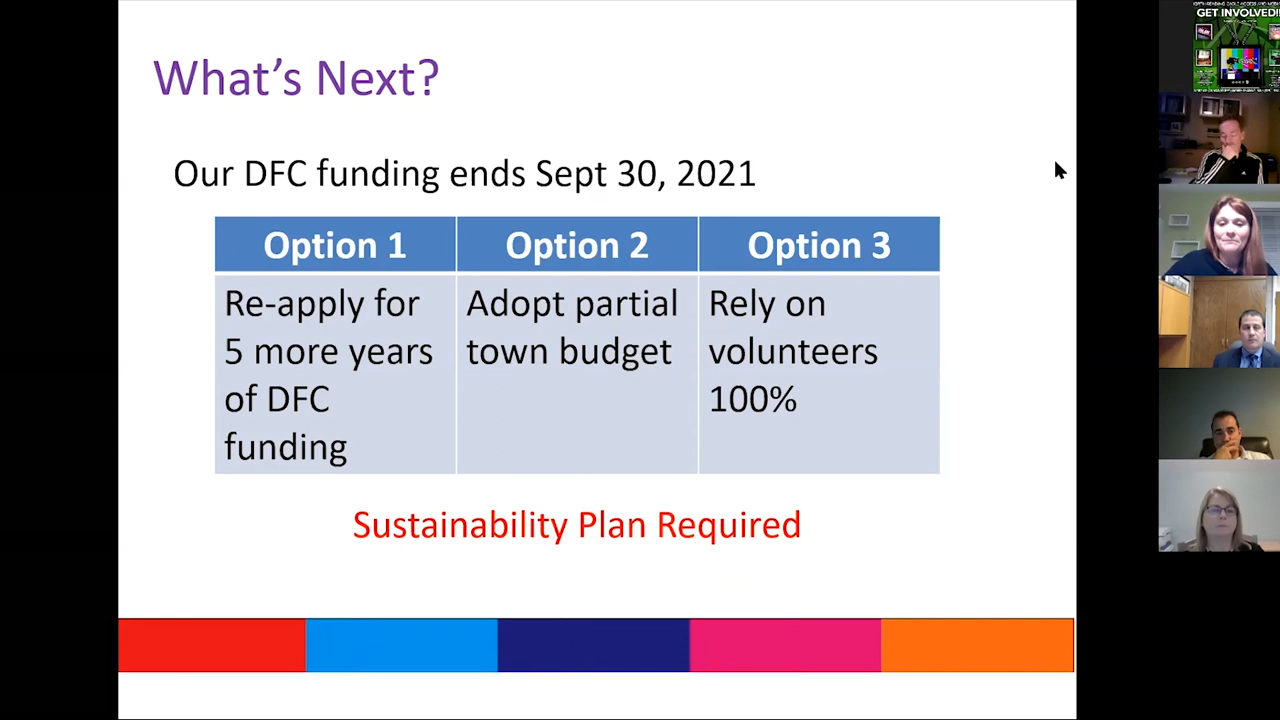 What's Next?
Our DFC funding ends Sept 30, 2021
Option 1
Option 2
Option 3
Re-apply for
5 more years
of DFC
funding
Adopt partial
town budget
Rely on
volunteers
100%
Sustainability Plan Required
GET INVOLVED!!